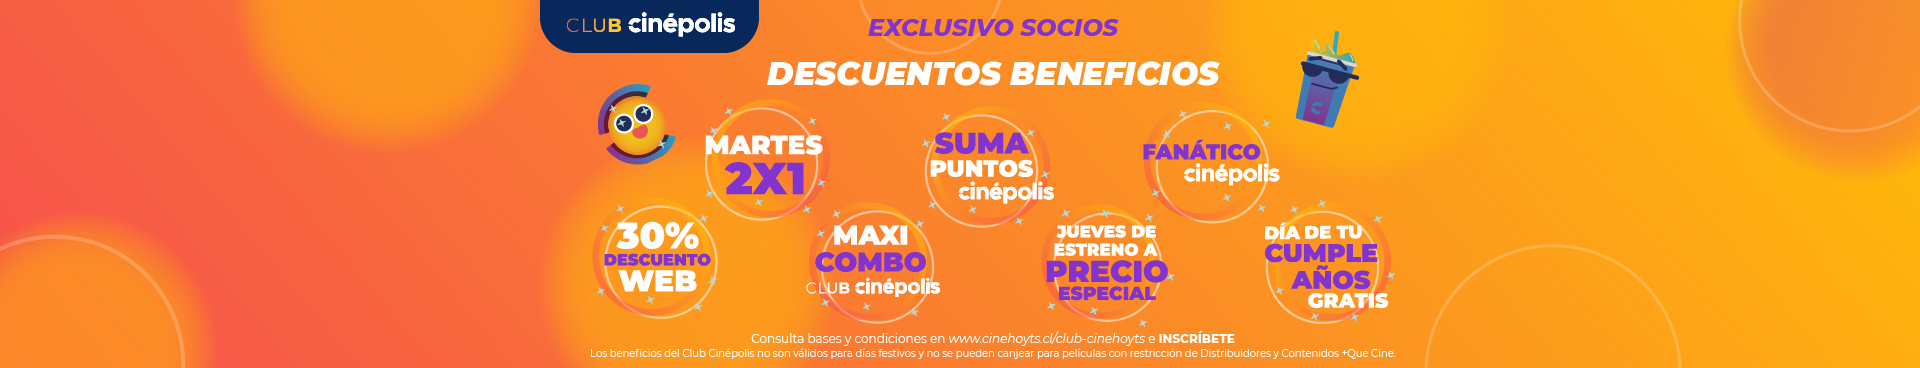 CLUB cinépolis
EXCLUSIVO SOCIOS
DESCUENTOS BENEFICIOS
MARTES
2X1
SUMA
PUNTOS
cinépolis
FANÁTICO
cinépolis
30%
DESCUENTO
WEB
MAXI
COMBO
CLUB cinépolis
JUEVES DE
ESTRENO A
PRECIO
ESPECIAL
DÍA DE TU
CUMPLE
AÑOS
GRATIS
Consulta bases y condiciones en www.cinehoyts.cl/club-cinehoyts e INSCRÍBETE
Los beneficios del Club Cinépolis no son válidos para días festivos y no se pueden canjear para películas con restricción de Distribuidores y Contenidos +Que Cine.